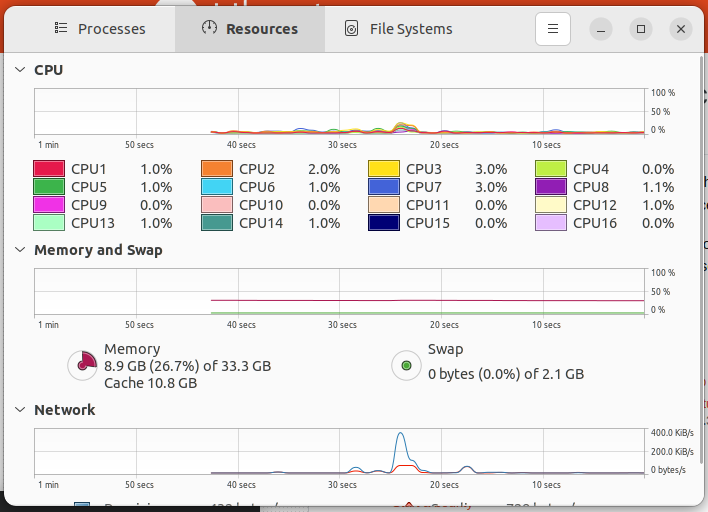 Processes Resources File Systems
CPU
100 %
50 %
0 %
1 min 50 secs 40 secs 30 secs 20 secs 10 secs
CPU1 1.0% CPU2 2.0% CPU3 3.0% CPU4 0.0%
CPU5 1.0% CPU6 1.0% CPU7 3.0% CPU8 1.1%
CPU9 0.0% CPU10 0.0% CPU11 0.0% CPU12 1.0%
CPU13 1.0% CPU14 1.0% CPU15 0.0% CPU16 0.0%
Memory and Swap
100 %
50 %
0 %
1 min 50 secs 40 secs 30 secs 20 secs 10 secs
Memory
8.9 GB (26.7%) of 33.3 GB
Cache 10.8 GB
Swap
0 bytes (0.0%) of 2.1 GB
Network
400.0 KiB/s
200.0 KiB/s
0 bytes/s
1 min 50 secs 40 secs 30 secs 20 secs 10 secs